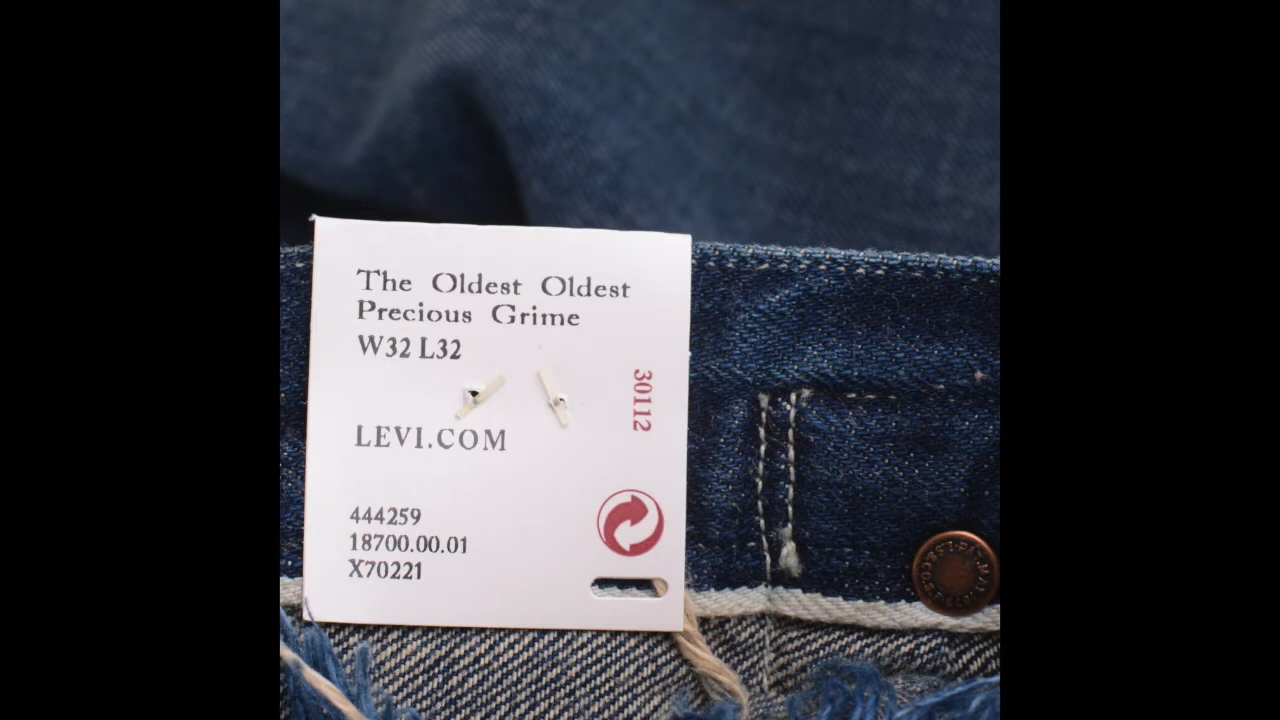 The Oldest Oldest
Precious Grime
W32 L32
30112
LEVI.COM
444259
18700.00.01
X70221